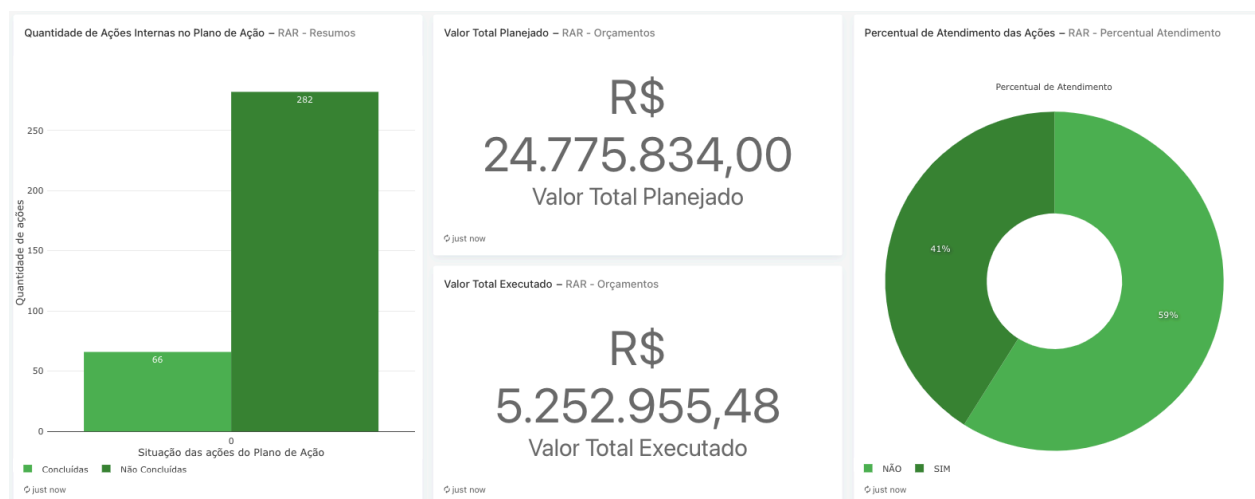 Quantidade de Ações Internas no Plano de Ação – RAR - Resumos
282
250
200
150
100
50
0
66
Quantidade de ações
0
Situação das ações do Plano de Ação
Concluídas Não Concluídas
just now
Valor Total Planejado – RAR - Orçamentos
R$
24.775.834,00
Valor Total Planejado
just now
Valor Total Executado – RAR - Orçamentos
R$
5.252.955,48
Valor Total Executado
just now
Percentual de Atendimento das Ações – RAR - Percentual Atendimento
Percentual de Atendimento
41%
59%
NÃO SIM
just now